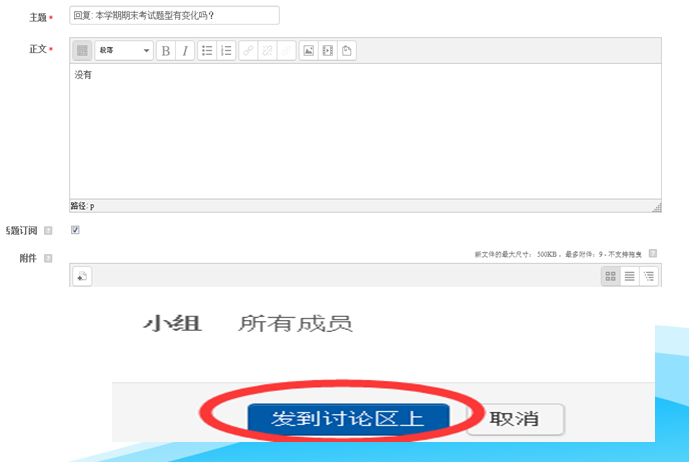 主题* 回复: 本学期期末考试题型有变化吗?
正文*
段落 B I
没有
路径: p
话题订阅 ?
新文件的最大尺寸: 500KB，最多附件: 9 - 不支持拖曳 ?
附件 ?
小组 所有成员
发到讨论区上 取消